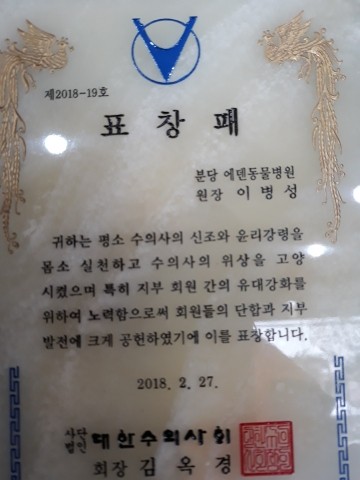 제2018-19호
표창패
분당 에덴동물병원
원장 이병성
귀하는 평소 수의사의 신조와 윤리강령을
몸소 실천하고 수의사의 위상을 고양
시켰으며 특히 지부 회원 간의 유대강화를
위하여 노력함으로써 회원들의 단합과 지부
발전에 크게 공헌하였기에 이를 표창합니다.
2018. 2. 27.
사단법인 대한수의사회
회장 김옥경